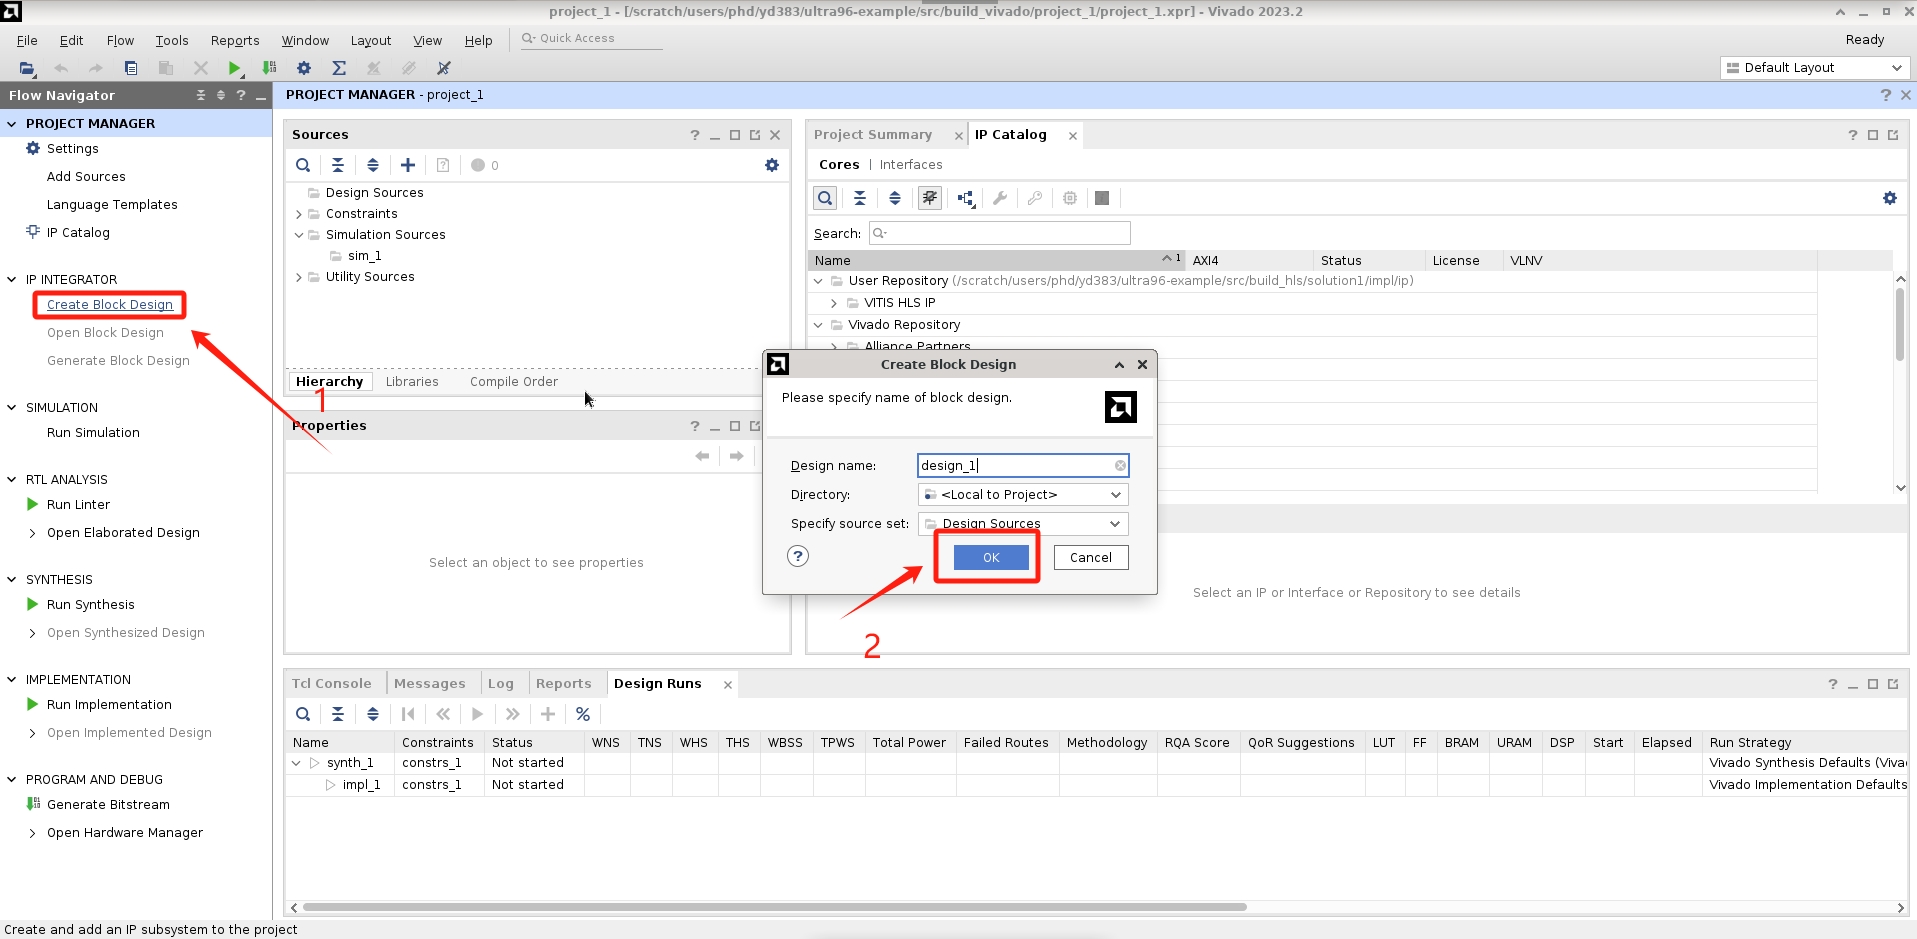 project_1 - [/scratch/users/phd/yd383/ultra96-example/src/build_vivado/project_1/project_1.xpr] - Vivado 2023.2
File Edit Flow Tools Reports Window Layout View Help Quick Access Ready
Default Layout
Flow Navigator
PROJECT MANAGER - project_1
PROJECT MANAGER
Settings
Add Sources
Language Templates
IP Catalog
IP INTEGRATOR
Create Block Design
Open Block Design
Generate Block Design
SIMULATION
Run Simulation
RTL ANALYSIS
Run Linter
Open Elaborated Design
SYNTHESIS
Run Synthesis
Open Synthesized Design
IMPLEMENTATION
Run Implementation
Open Implemented Design
PROGRAM AND DEBUG
Generate Bitstream
Open Hardware Manager
1
Sources
0
Design Sources
Constraints
Simulation Sources
sim_1
Utility Sources
Hierarchy Libraries Compile Order
Properties
Select an object to see properties
Project Summary IP Catalog
Cores | Interfaces
Search:
Name 1 AXI4 Status License VLNV
User Repository (/scratch/users/phd/yd383/ultra96-example/src/build_hls/solution1/impl/ip)
VITIS HLS IP
Vivado Repository
Alliance Partners
Select an IP or Interface or Repository to see details
Create Block Design
Please specify name of block design.
Design name: design_1
Directory: <Local to Project>
Specify source set: Design Sources
? OK Cancel
2
Tcl Console Messages Log Reports Design Runs
Name Constraints Status WNS TNS WHS THS WBSS TPWS Total Power Failed Routes Methodology RQA Score QoR Suggestions LUT FF BRAM URAM DSP Start Elapsed Run Strategy
synth_1 constrs_1 Not started Vivado Synthesis Defaults (Viva
impl_1 constrs_1 Not started Vivado Implementation Defaults
Create and add an IP subsystem to the project